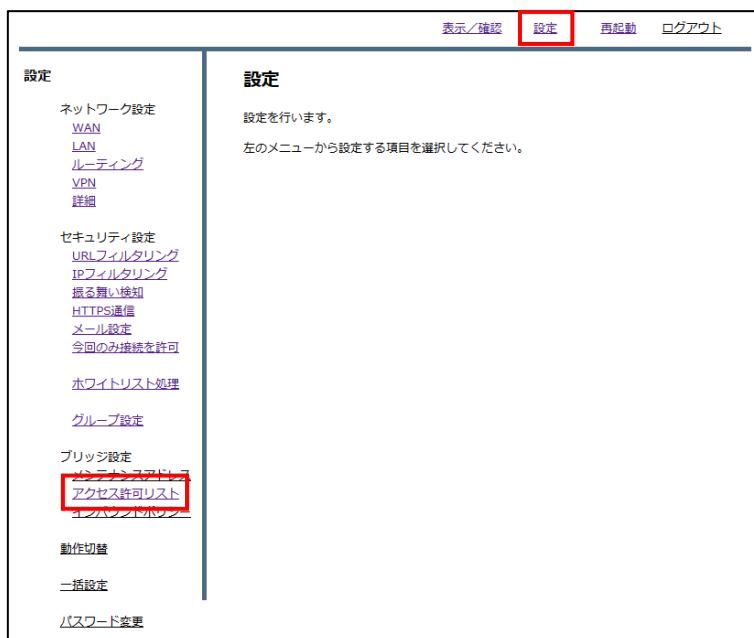 表示／確認 設定 再起動 ログアウト
設定
設定
ネットワーク設定
設定を行います。
WAN
LAN
左のメニューから設定する項目を選択してください。
ルーティング
VPN
詳細
セキュリティ設定
URLフィルタリング
IPフィルタリング
振る舞い検知
HTTPS通信
メール設定
今回のみ接続を許可
ホワイトリスト処理
グループ設定
ブリッジ設定
メンテナンスアドレス
アクセス許可リスト
インバウンドポリシー
動作切替
一括設定
パスワード変更